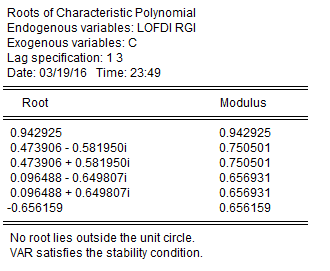 Roots of Characteristic Polynomial
Endogenous variables: LOFDI RGI
Exogenous variables: C
Lag specification: 1 3
Date: 03/19/16 Time: 23:49
Root Modulus
0.942925 0.942925
0.473906 - 0.581950i 0.750501
0.473906 + 0.581950i 0.750501
0.096488 - 0.649807i 0.656931
0.096488 + 0.649807i 0.656931
-0.656159 0.656159
No root lies outside the unit circle.
VAR satisfies the stability condition.